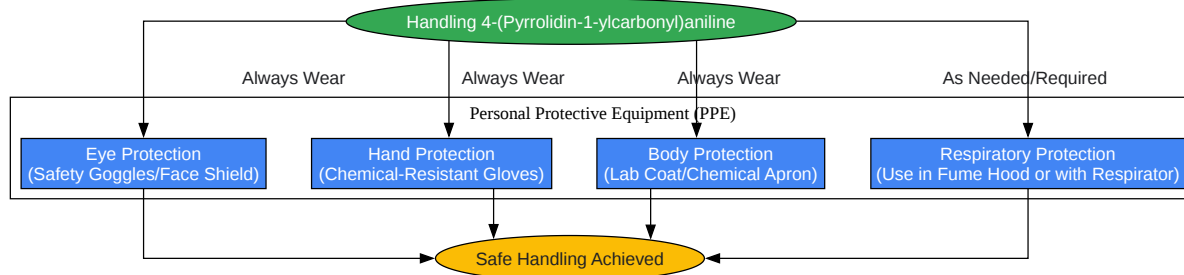 Handling 4-(Pyrrolidin-1-ylcarbonyl)aniline
Always Wear
Always Wear
Always Wear
As Needed/Required
Personal Protective Equipment (PPE)
Eye Protection
(Safety Goggles/Face Shield)
Hand Protection
(Chemical-Resistant Gloves)
Body Protection
(Lab Coat/Chemical Apron)
Respiratory Protection
(Use in Fume Hood or with Respirator)
Safe Handling Achieved